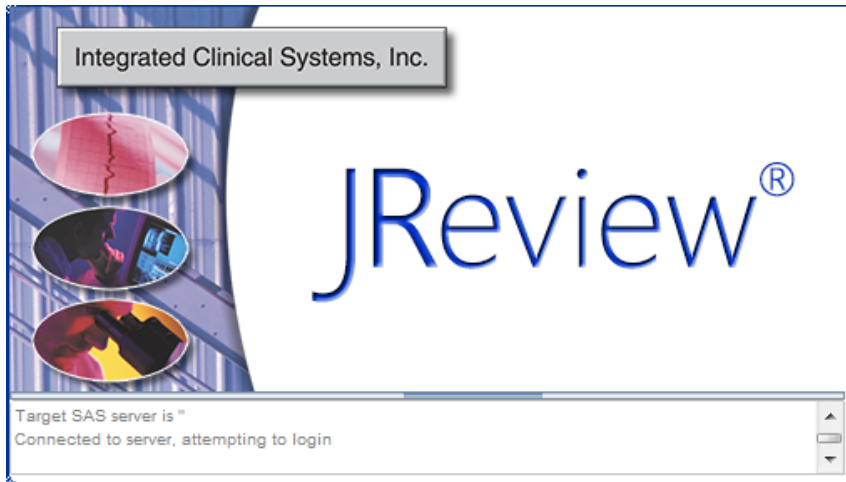 Integrated Clinical Systems, Inc.
JReview®
Target SAS server is "
Connected to server, attempting to login